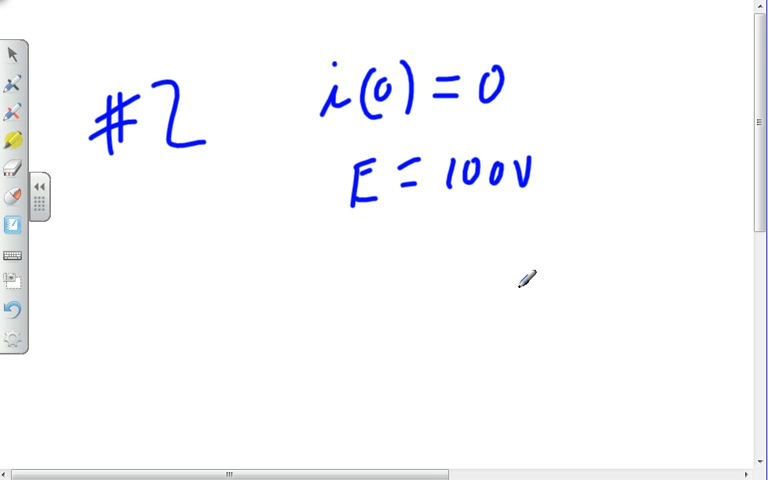 #2
i(0) = 0
E = 100V